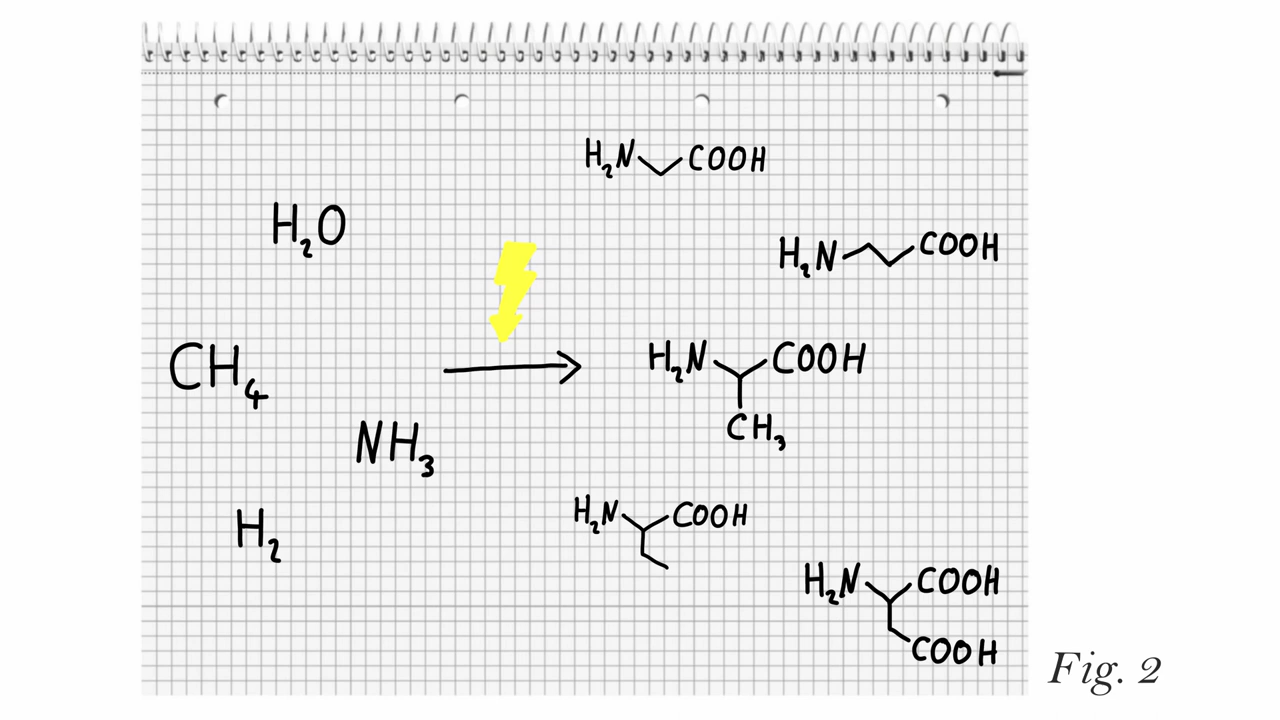 H₂N COOH
H₂O
H₂N COOH
CH₄
H₂N COOH
CH₃
NH₃
H₂N COOH
H₂
H₂N COOH
COOH
Fig. 2